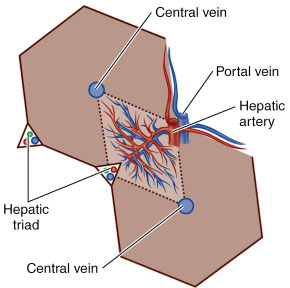 Central vein
Portal vein
Hepatic
artery
Hepatic
triad
Central vein